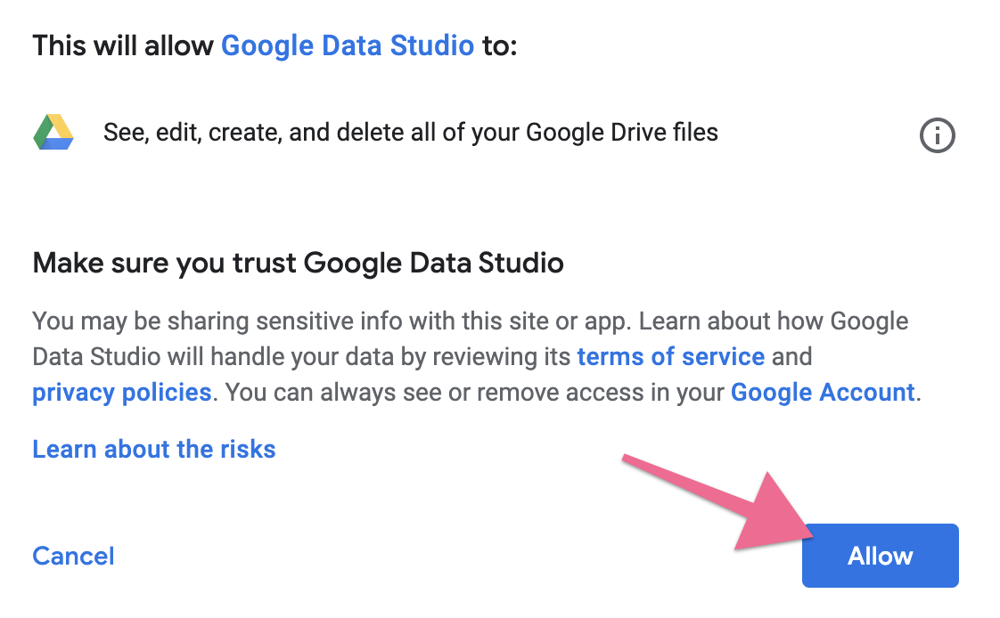 This will allow Google Data Studio to:
See, edit, create, and delete all of your Google Drive files
Make sure you trust Google Data Studio
You may be sharing sensitive info with this site or app. Learn about how Google
Data Studio will handle your data by reviewing its terms of service and
privacy policies. You can always see or remove access in your Google Account.
Learn about the risks
Cancel
Allow